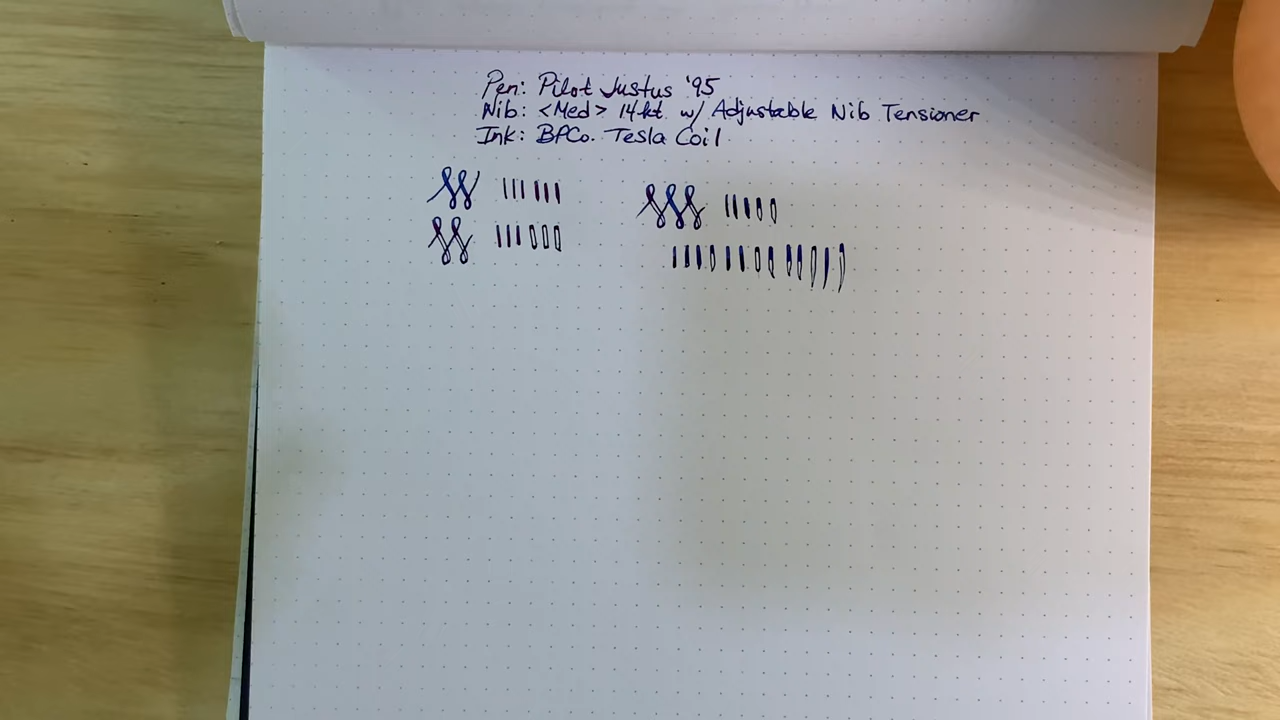 Pen: Pilot Justus '95
Nib: <Med> 14kt w/ Adjustable Nib Tensioner
Ink: BPCo. Tesla Coil